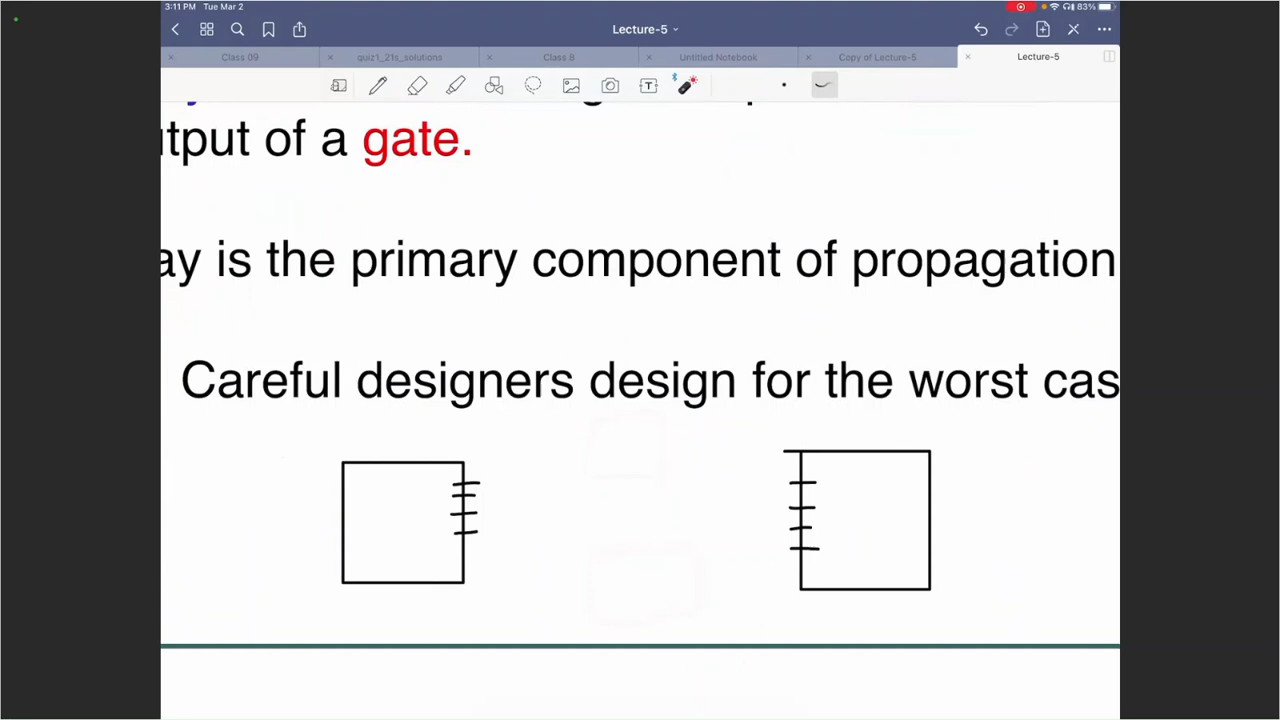 3:11 PM Tue Mar 2
83%
Lecture-5
Class 09
quiz1_21s_solutions
Class 8
Untitled Notebook
Copy of Lecture-5
Lecture-5
T
utput of a gate.
ay is the primary component of propagation
Careful designers design for the worst cas